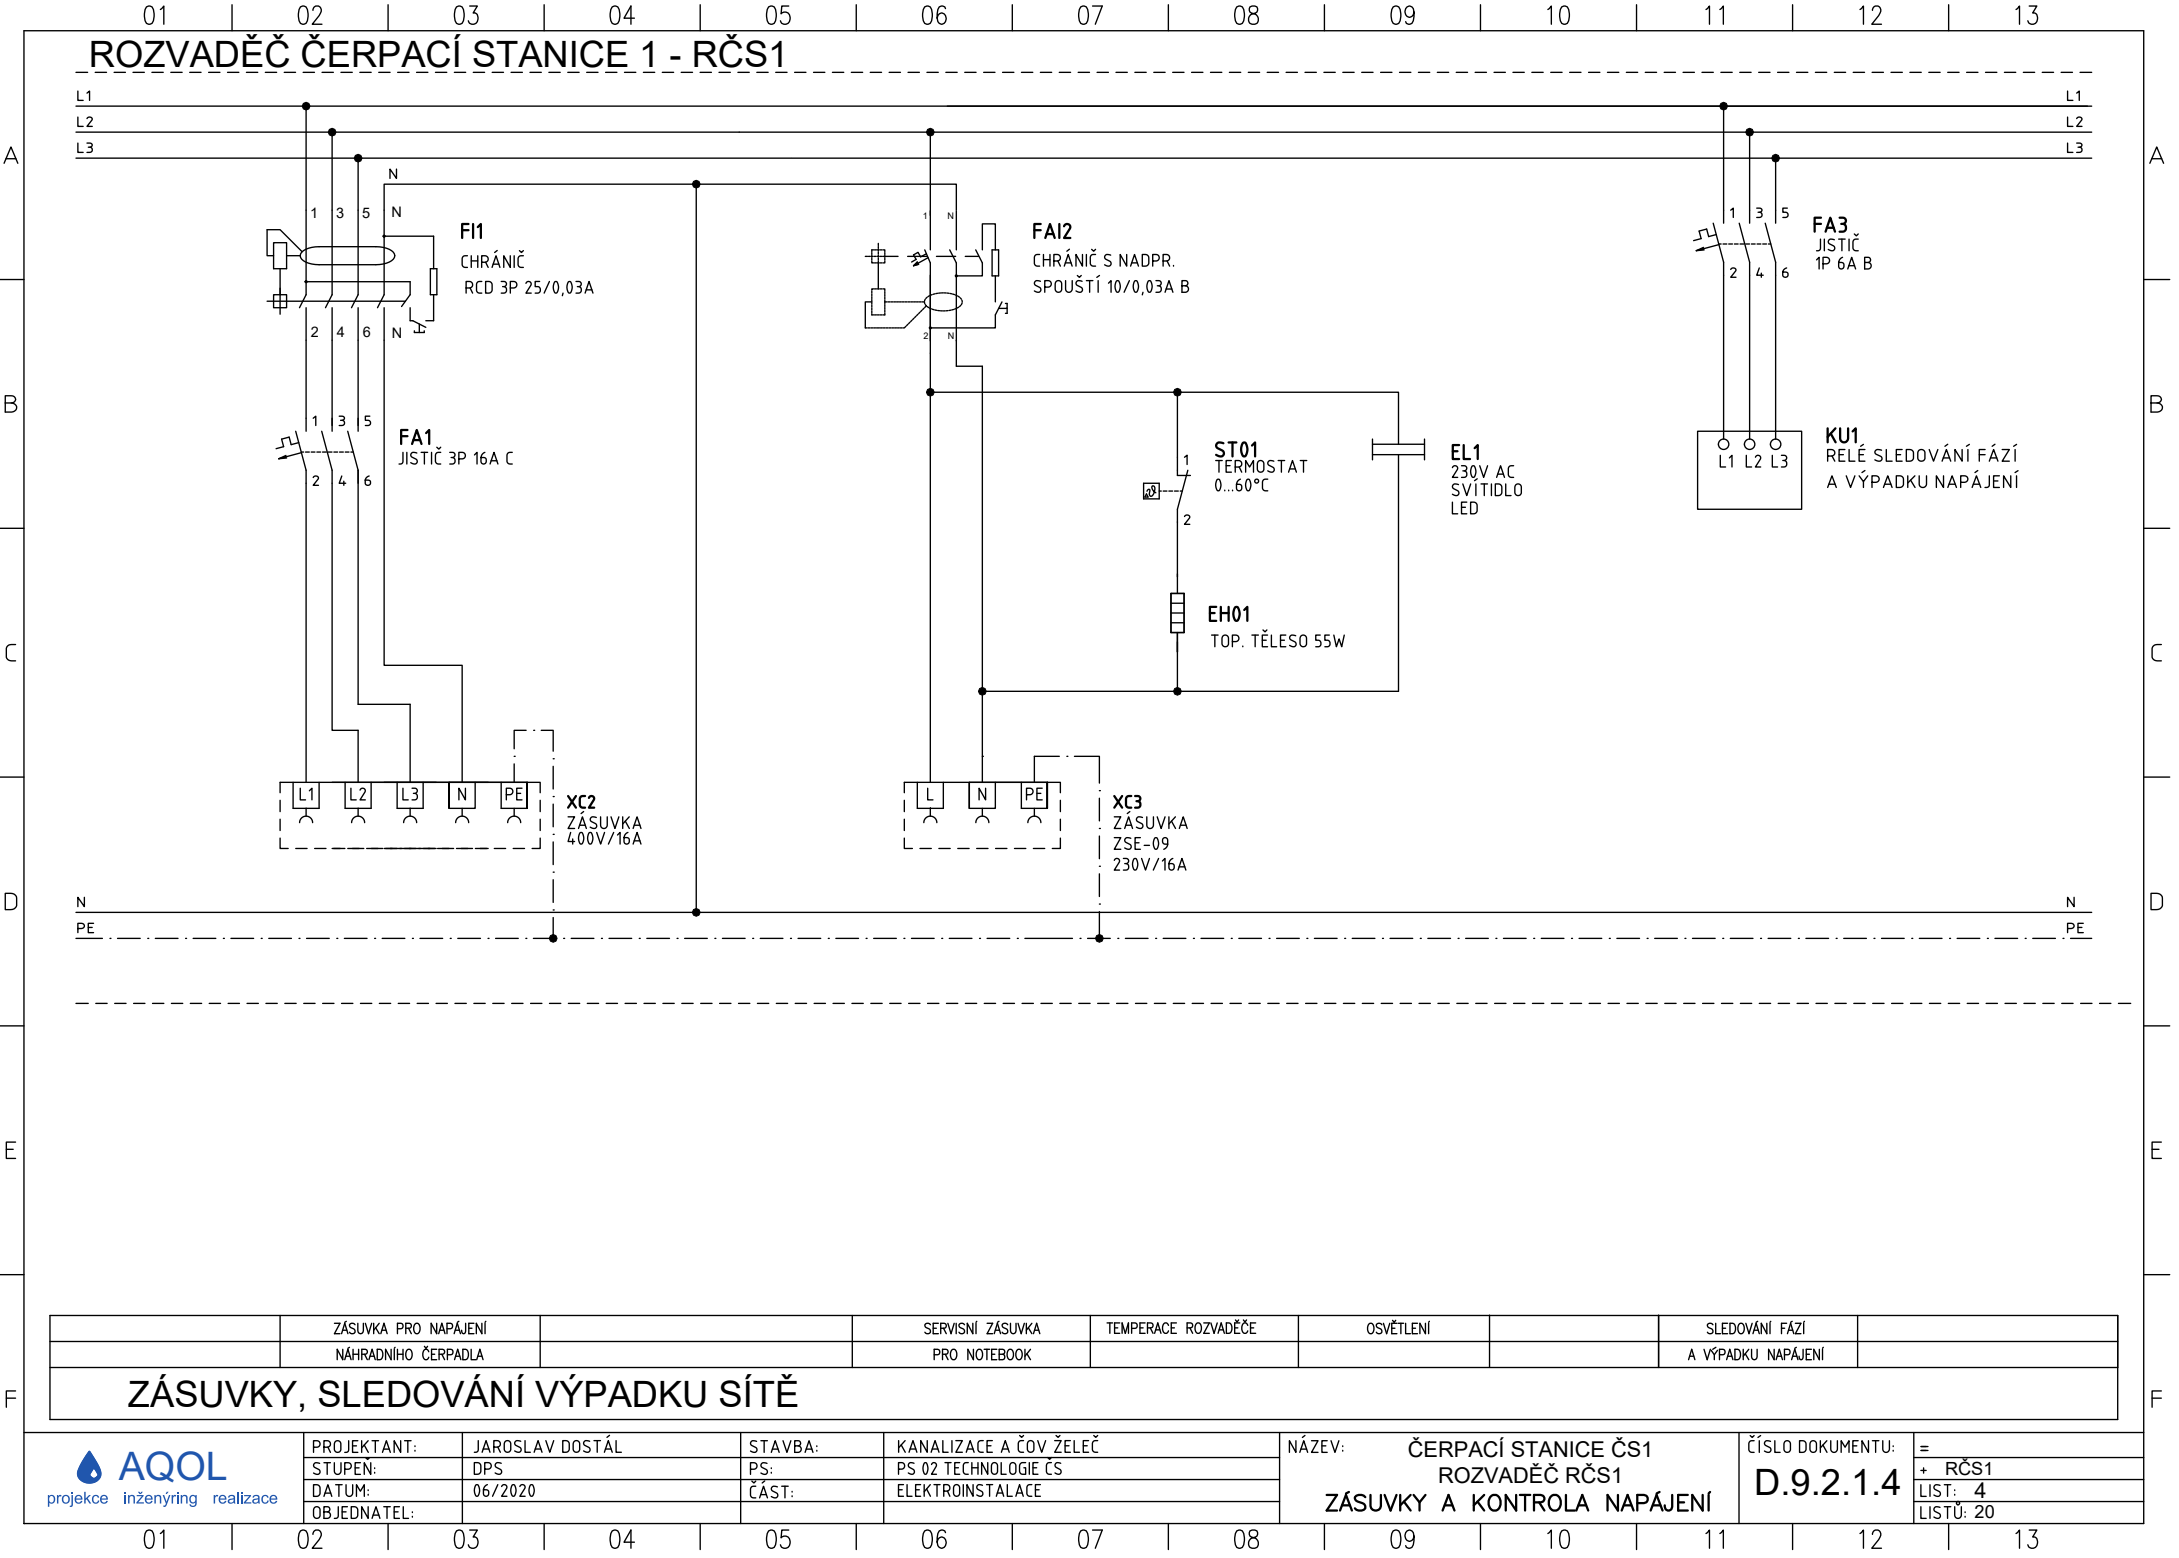 01 02 03 04 05 06 07 08 09 10 11 12 13
ROZVADĚČ ČERPACÍ STANICE 1 - RČS1
L1 L1
L2 L2
A L3 L3 A
N
1 3 5 N
FI1
CHRÁNIČ
RCD 3P 25/0,03A
2 4 6 N
1 N
FAI2
CHRÁNIČ S NADPR.
SPOUŠTÍ 10/0,03A B
2 N
1 3 5
FA3
JISTIČ
1P 6A B
2 4 6
B B
1 3 5
FA1
JISTIČ 3P 16A C
2 4 6
1
ST01
TERMOSTAT
0...60°C
2
EL1
230V AC
SVÍTIDLO
LED
L1 L2 L3
KU1
RELÉ SLEDOVÁNÍ FÁZÍ
A VÝPADKU NAPÁJENÍ
EH01
TOP. TĚLESO 55W
C C
L1 L2 L3 N PE
XC2
ZÁSUVKA
400V/16A
L N PE
XC3
ZÁSUVKA
ZSE-09
230V/16A
D N N D
PE PE
E E
ZÁSUVKA PRO NAPÁJENÍ SERVISNÍ ZÁSUVKA TEMPERACE ROZVADĚČE OSVĚTLENÍ SLEDOVÁNÍ FÁZÍ
NÁHRADNÍHO ČERPADLA PRO NOTEBOOK A VÝPADKU NAPÁJENÍ
F ZÁSUVKY, SLEDOVÁNÍ VÝPADKU SÍTĚ F
AQOL
projekce inženýring realizace
PROJEKTANT: JAROSLAV DOSTÁL
STUPEŇ: DPS
DATUM: 06/2020
OBJEDNATEL:
STAVBA: KANALIZACE A ČOV ŽELEČ
PS: PS 02 TECHNOLOGIE ČS
ČÁST: ELEKTROINSTALACE
NÁZEV: ČERPACÍ STANICE ČS1
ROZVADĚČ RČS1
ZÁSUVKY A KONTROLA NAPÁJENÍ
ČÍSLO DOKUMENTU:
D.9.2.1.4
=
+ RČS1
LIST: 4
LISTŮ: 20
01 02 03 04 05 06 07 08 09 10 11 12 13